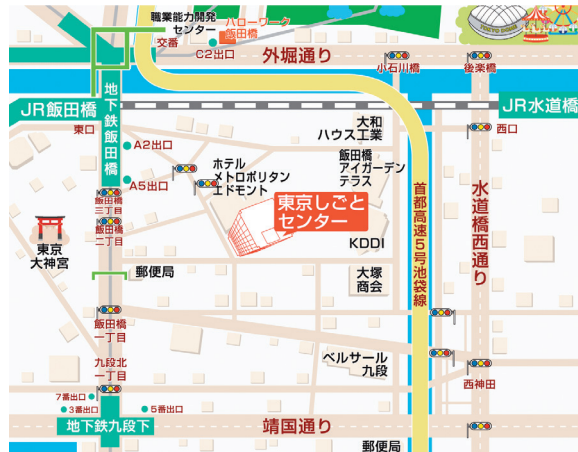 職業能力開発
センター
ハローワーク
飯田橋
交番
C2出口
外堀通り
小石川橋
後楽橋
TOKYO DOME
JR飯田橋
地下鉄飯田橋
JR水道橋
東口
西口
大和
ハウス工業
A2出口
A5出口
ホテル
メトロポリタン
エドモント
飯田橋
アイガーデン
テラス
飯田橋
三丁目
東京しごと
センター
首都高速5号池袋線
水道橋西通り
飯田橋
二丁目
東京
大神宮
KDDI
郵便局
大塚
商会
飯田橋
一丁目
九段北
一丁目
ベルサール
九段
西神田
7番出口
3番出口
5番出口
地下鉄九段下
靖国通り
郵便局